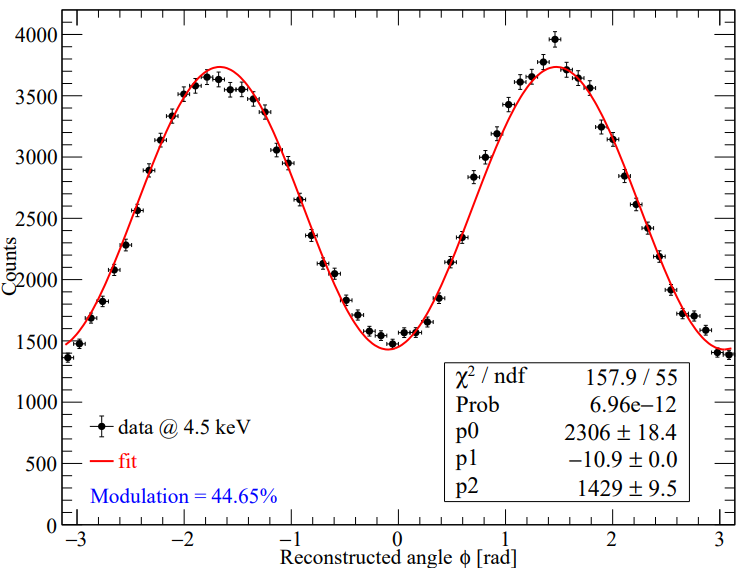 4000
3500
3000
2500
2000
1500
1000
500
0
Counts
−3
−2
−1
0
1
2
3
Reconstructed angle ϕ [rad]
data @ 4.5 keV
fit
Modulation = 44.65%
χ² / ndf 157.9 / 55
Prob 6.96e−12
p0 2306 ± 18.4
p1 −10.9 ± 0.0
p2 1429 ± 9.5